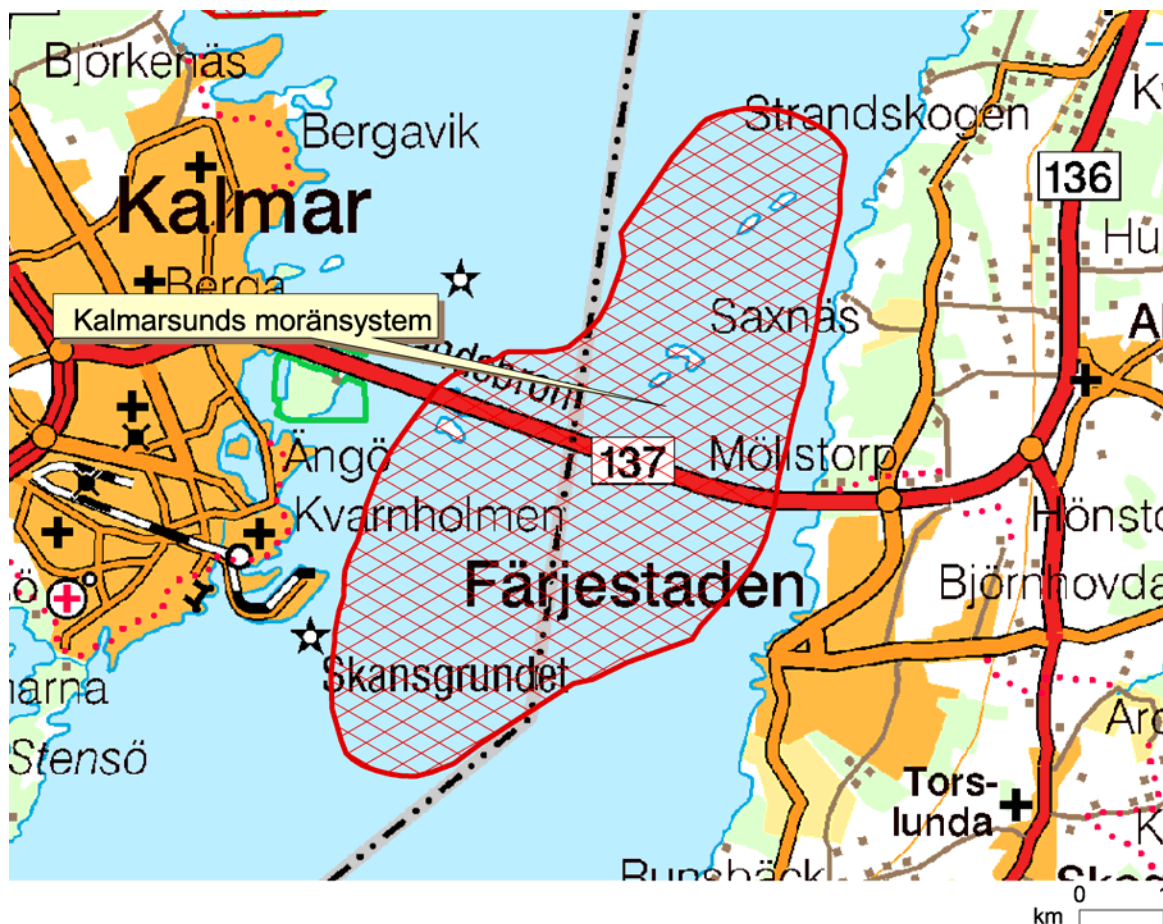 Björkenäs
Strandskogen
Bergavik
136
Kalmar
Berga
Kalmarsunds moränsystem
Saxnäs
137
Mölstorp
Ängö
Kvarnholmen
Färjestaden
Björnhovda
Skansgrundet
Stensö
Tors-
lunda
0
km